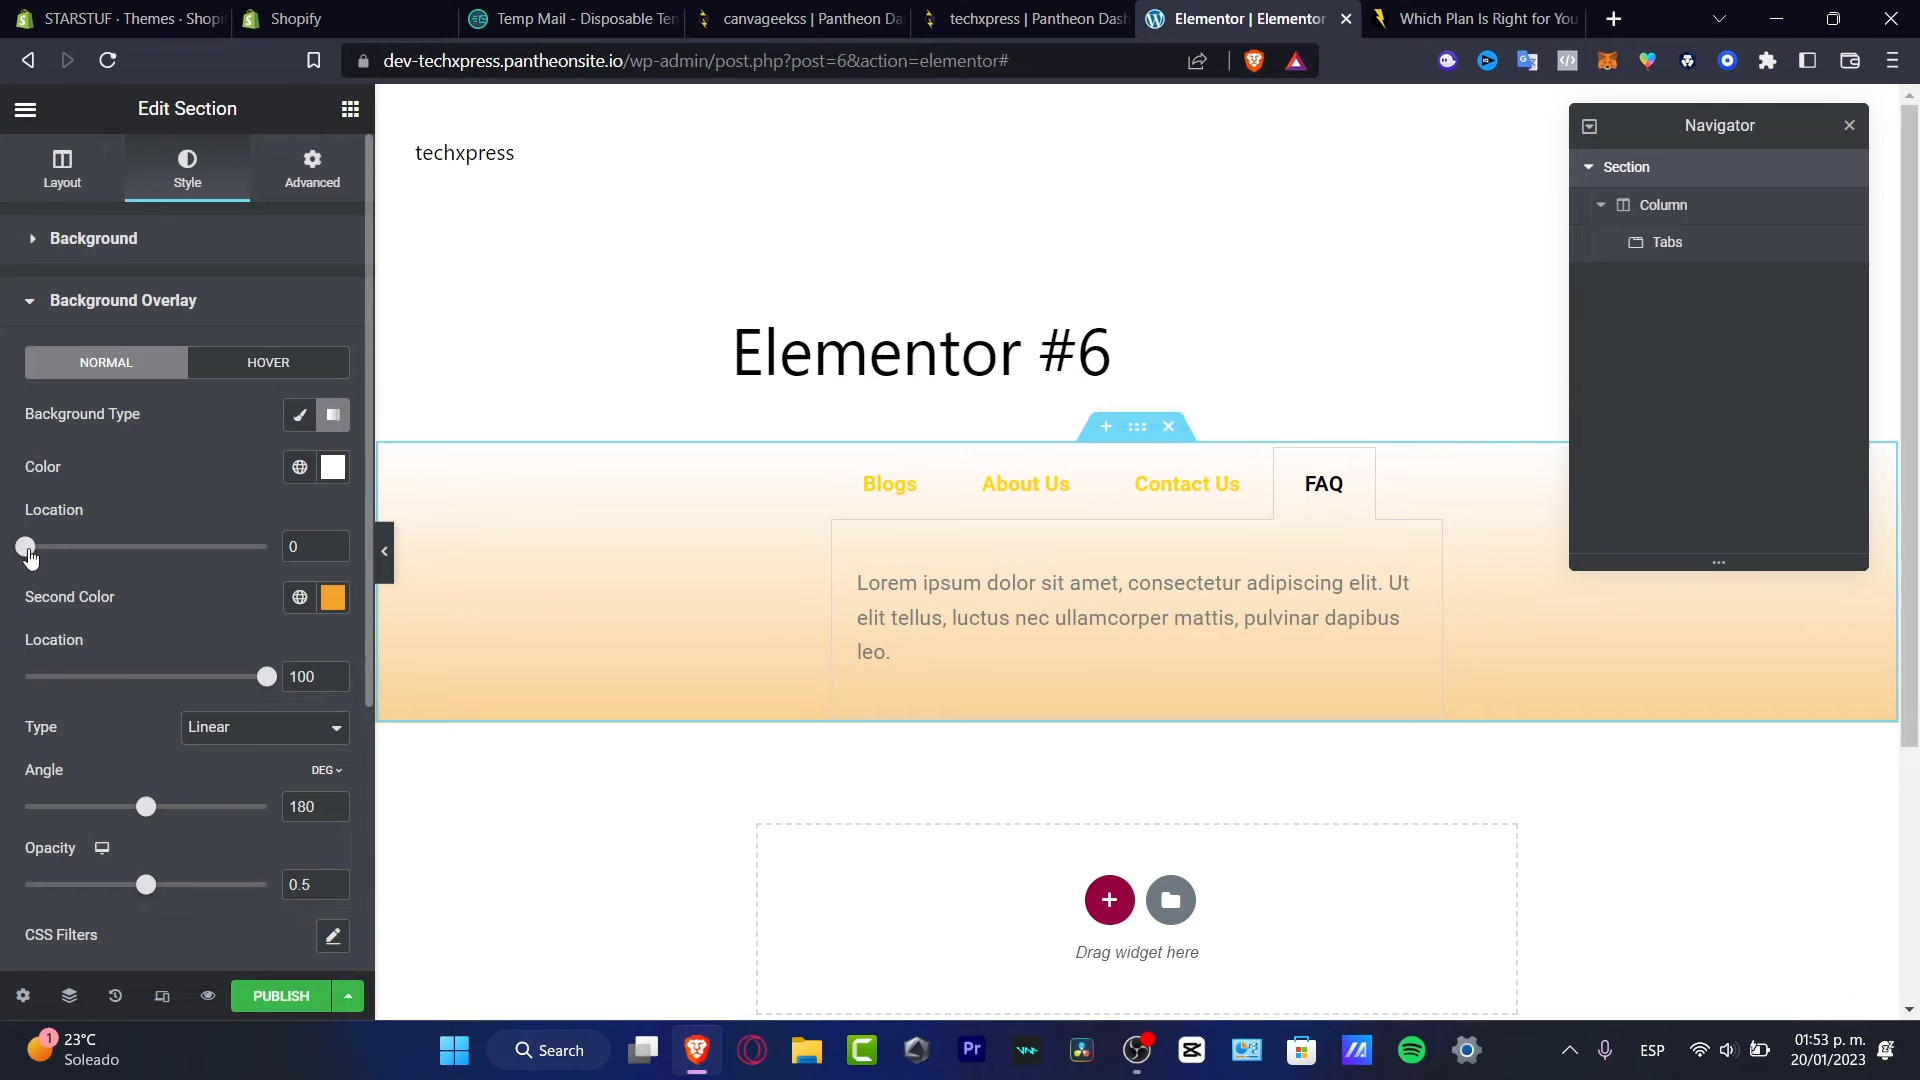 STARSTUF · Themes · Shopi
Shopify
Temp Mail - Disposable Ten
canvageekss | Pantheon Da
techxpress | Pantheon Dash
Elementor | Elementor
Which Plan Is Right for You
dev-techxpress.pantheonsite.io/wp-admin/post.php?post=6&action=elementor#
Edit Section
Layout
Style
Advanced
Background
Background Overlay
NORMAL
HOVER
Background Type
Color
Location
0
Second Color
Location
100
Type
Linear
Angle
DEG
180
Opacity
0.5
CSS Filters
PUBLISH
techxpress
Elementor #6
Blogs
About Us
Contact Us
FAQ
Lorem ipsum dolor sit amet, consectetur adipiscing elit. Ut
elit tellus, luctus nec ullamcorper mattis, pulvinar dapibus
leo.
Drag widget here
Navigator
Section
Column
Tabs
1
23°C
Soleado
Search
Pr
ESP
01:53 p. m.
20/01/2023